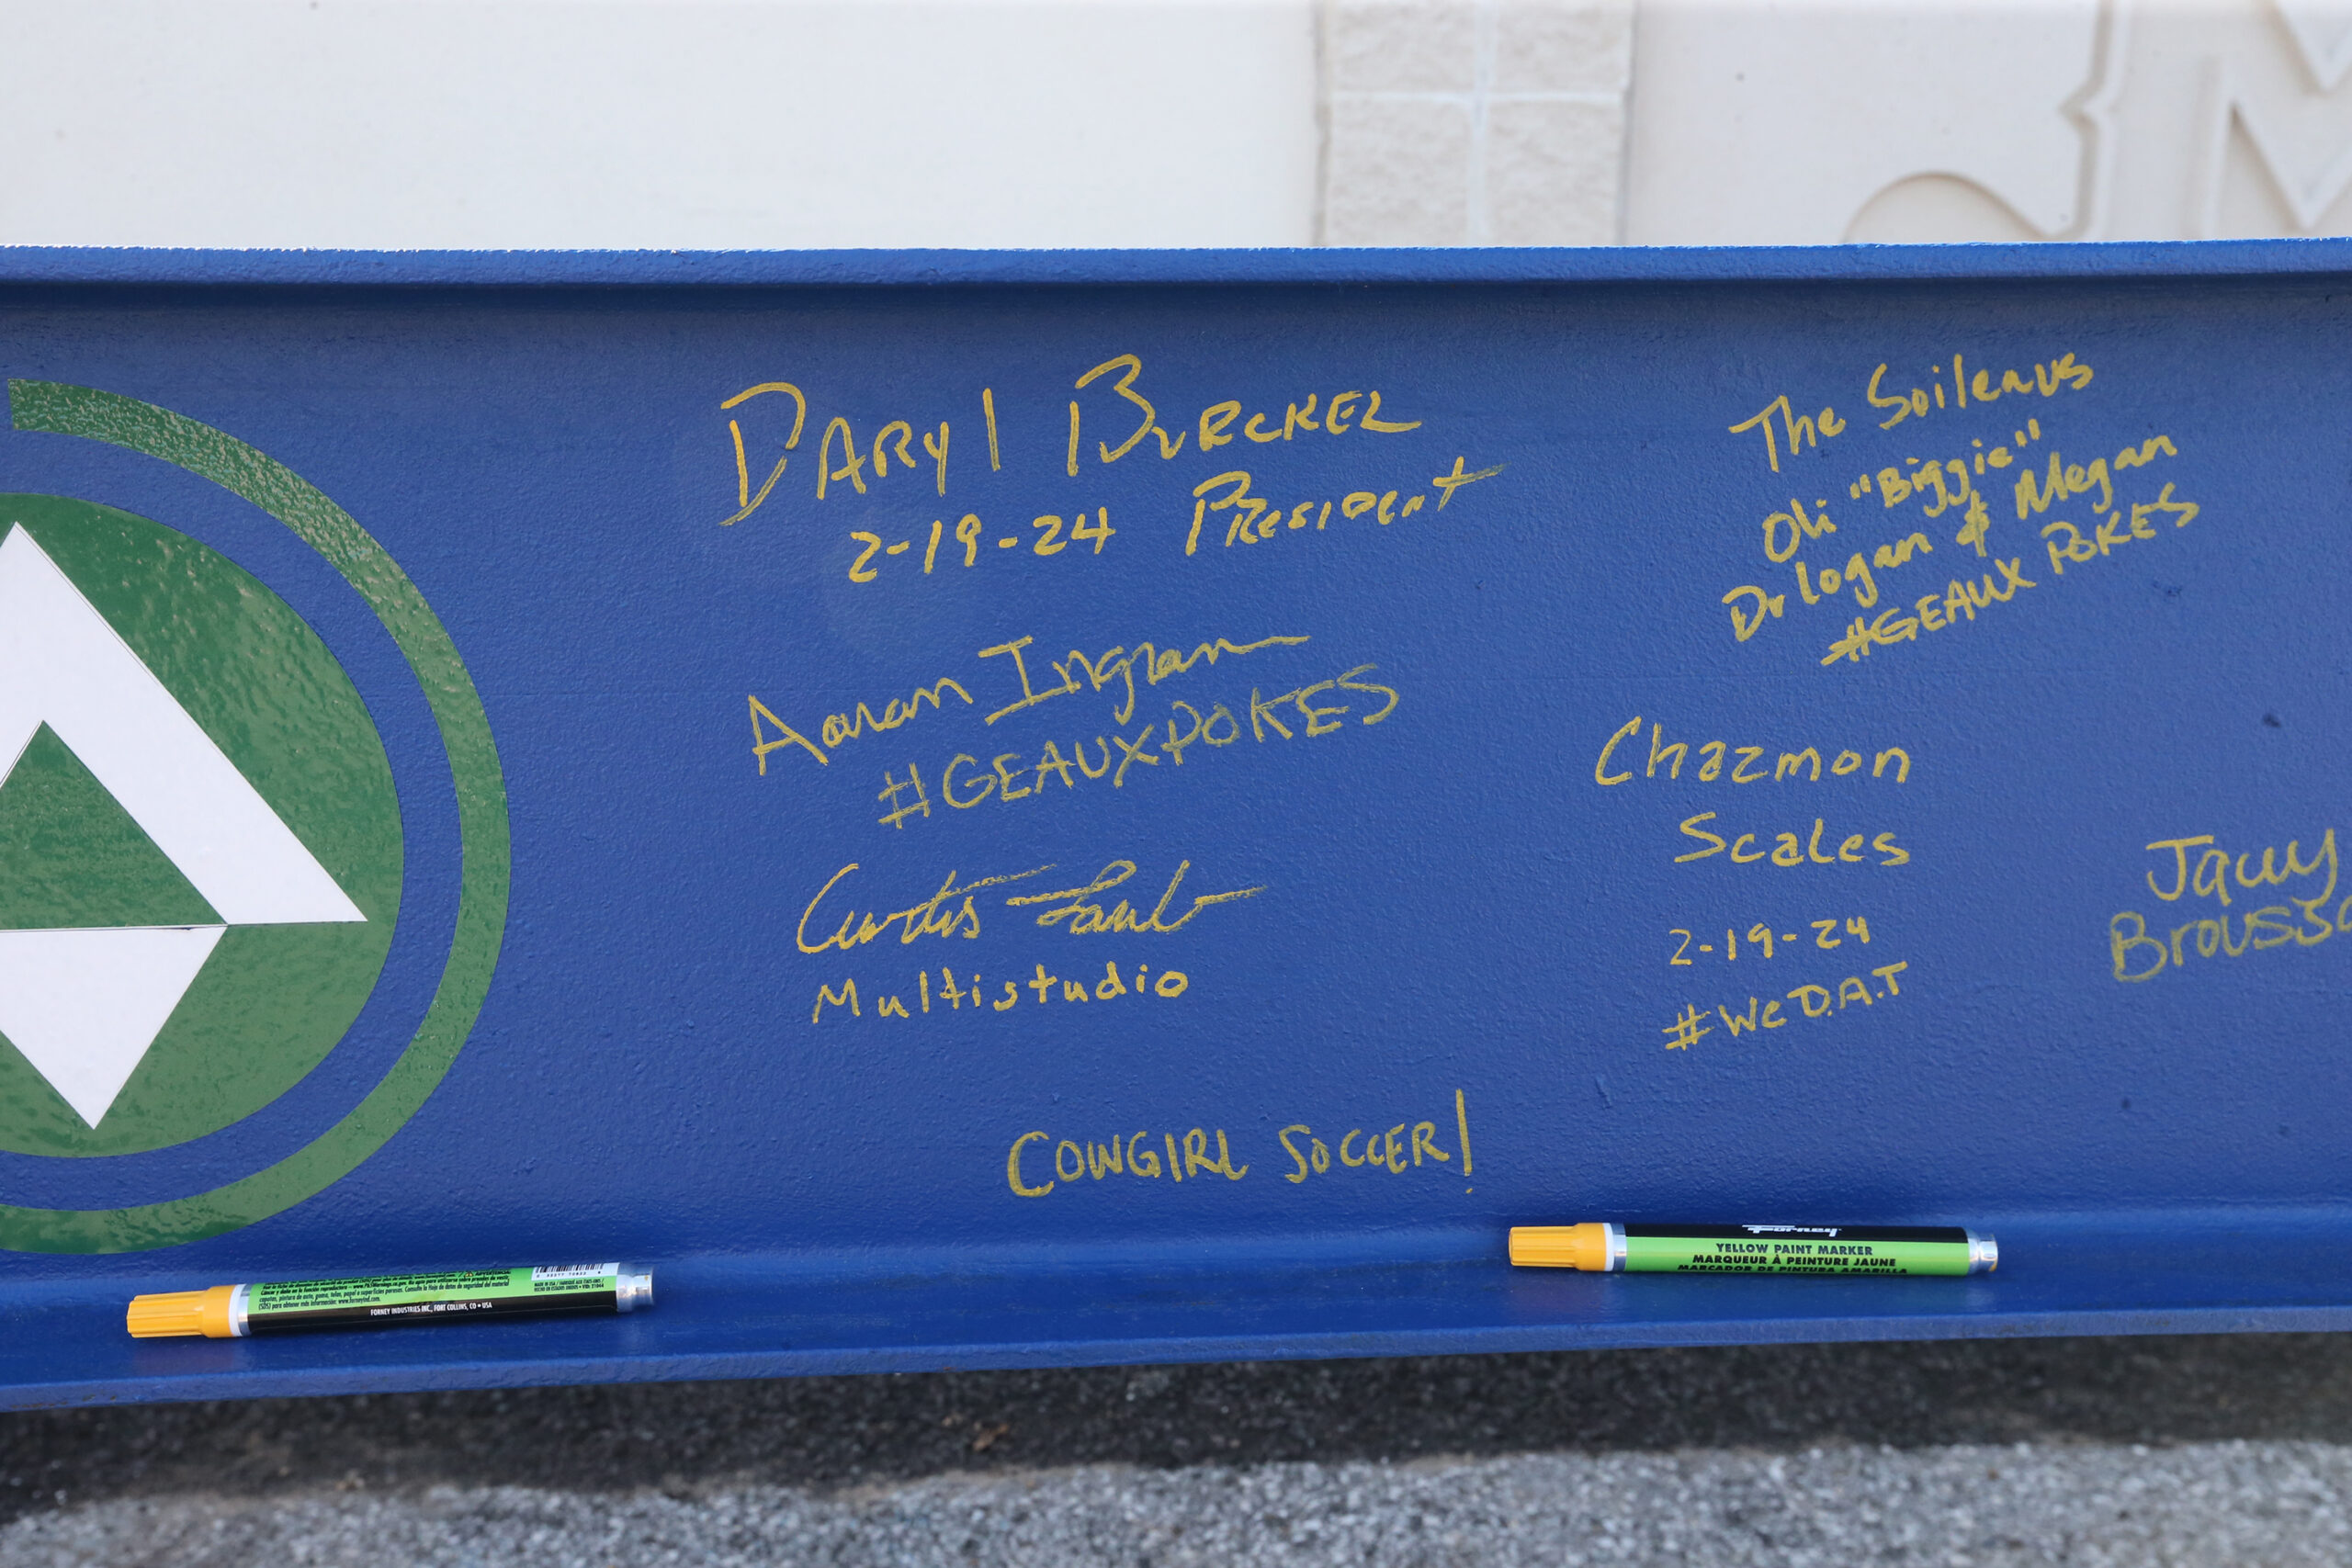 DARYL BURCKEL
2-19-24 PRESIDENT
Aaron Ingram
#GEAUXPOKES
Curtis
Multistudio
COWGIRL SOCCER!
The Soileaus
Oli "Biggie"
Dr Logan & Megan
#GEAUX POKES
Chazmon
Scales
2-19-24
#WeD.A.T
Forney
YELLOW PAINT MARKER
MARQUEUR À PEINTURE JAUNE
MARCADOR DE PINTURA AMARILLA
FORNEY INDUSTRIES INC., FORT COLLINS, CO • USA